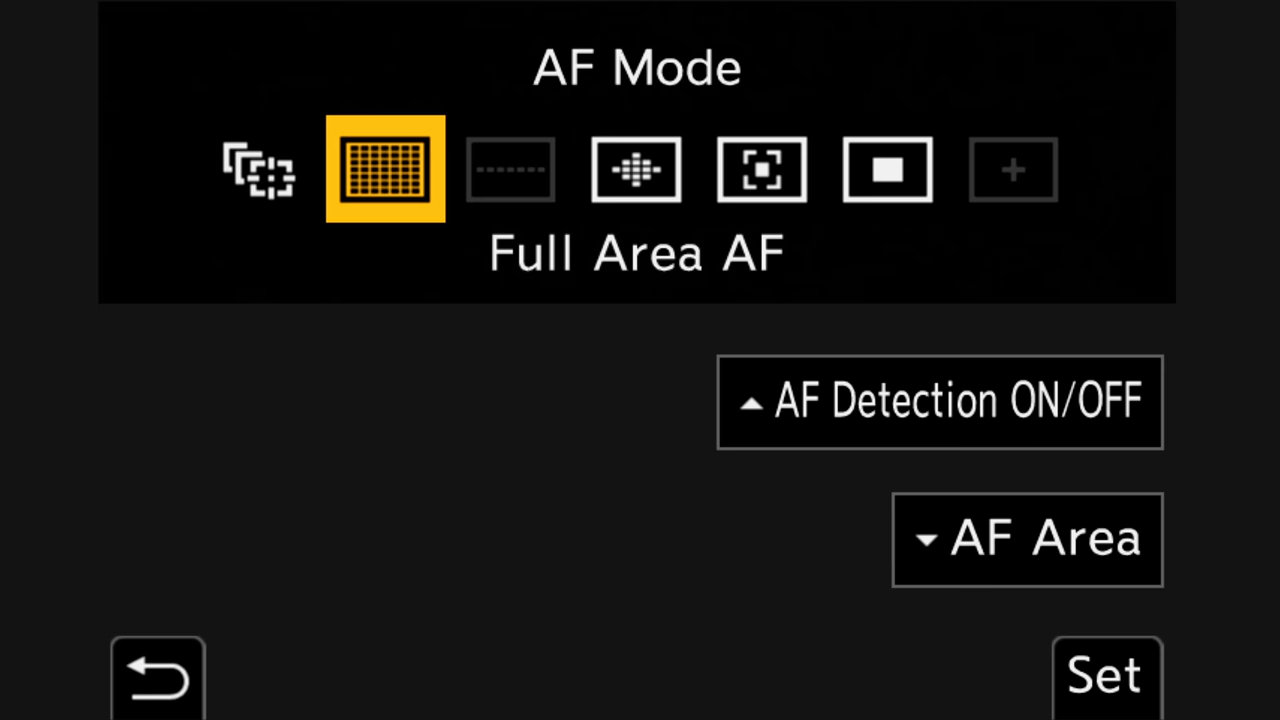 AF Mode
Full Area AF
AF Detection ON/OFF
AF Area
Set